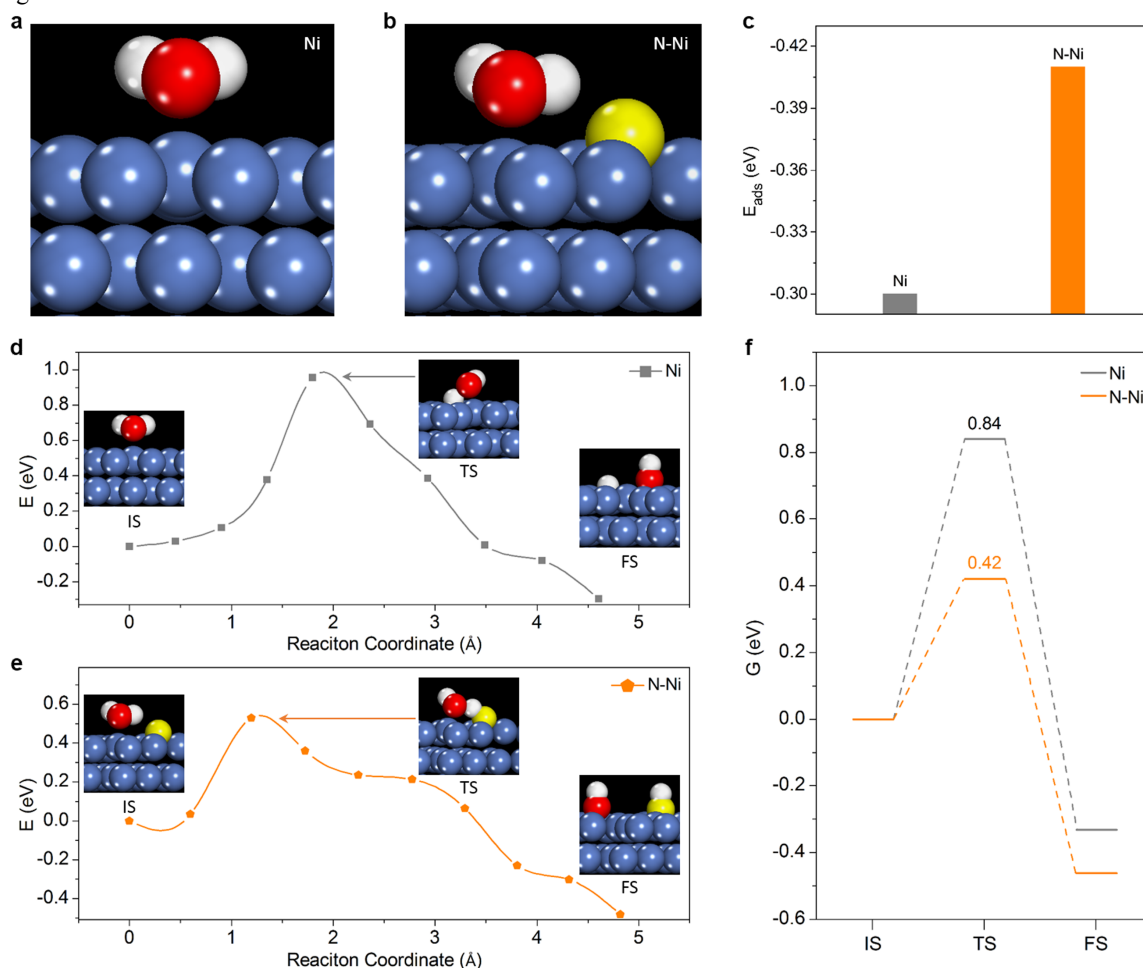 a
Ni
b
N-Ni
c
-0.42
-0.39
-0.36
-0.33
-0.30
E_ads (eV)
Ni
N-Ni
d
1.0
0.8
0.6
0.4
0.2
0.0
-0.2
E (eV)
Ni
IS
TS
FS
0 1 2 3 4 5
Reaciton Coordinate (Å)
e
0.6
0.4
0.2
0.0
-0.2
-0.4
E (eV)
N-Ni
IS
TS
FS
0 1 2 3 4 5
Reaciton Coordinate (Å)
f
1.0
0.8
0.6
0.4
0.2
0.0
-0.2
-0.4
-0.6
G (eV)
Ni
N-Ni
0.84
0.42
IS TS FS